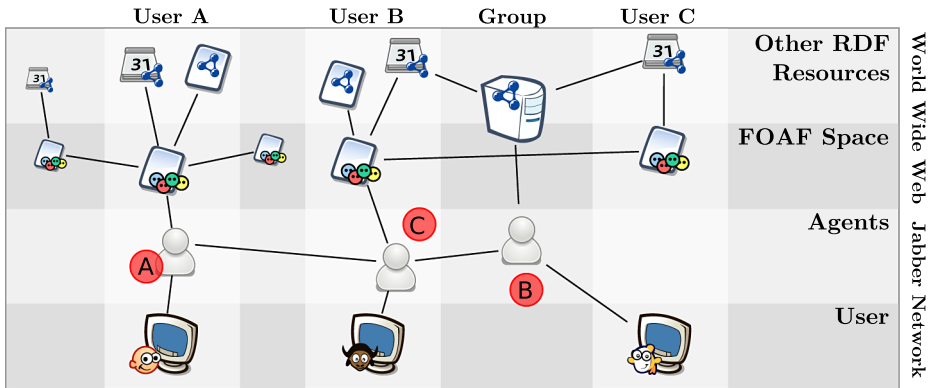 User A
User B
Group
User C
Other RDF
Resources
World Wide Web
31
31
31
31
FOAF Space
Agents
Jabber Network
C
A
B
User